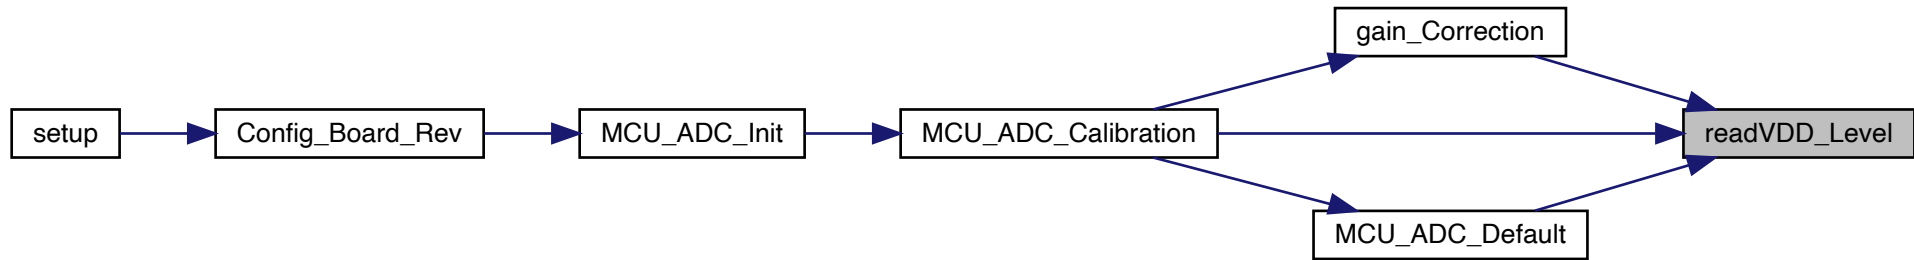 setup
Config_Board_Rev
MCU_ADC_Init
MCU_ADC_Calibration
gain_Correction
MCU_ADC_Default
readVDD_Level